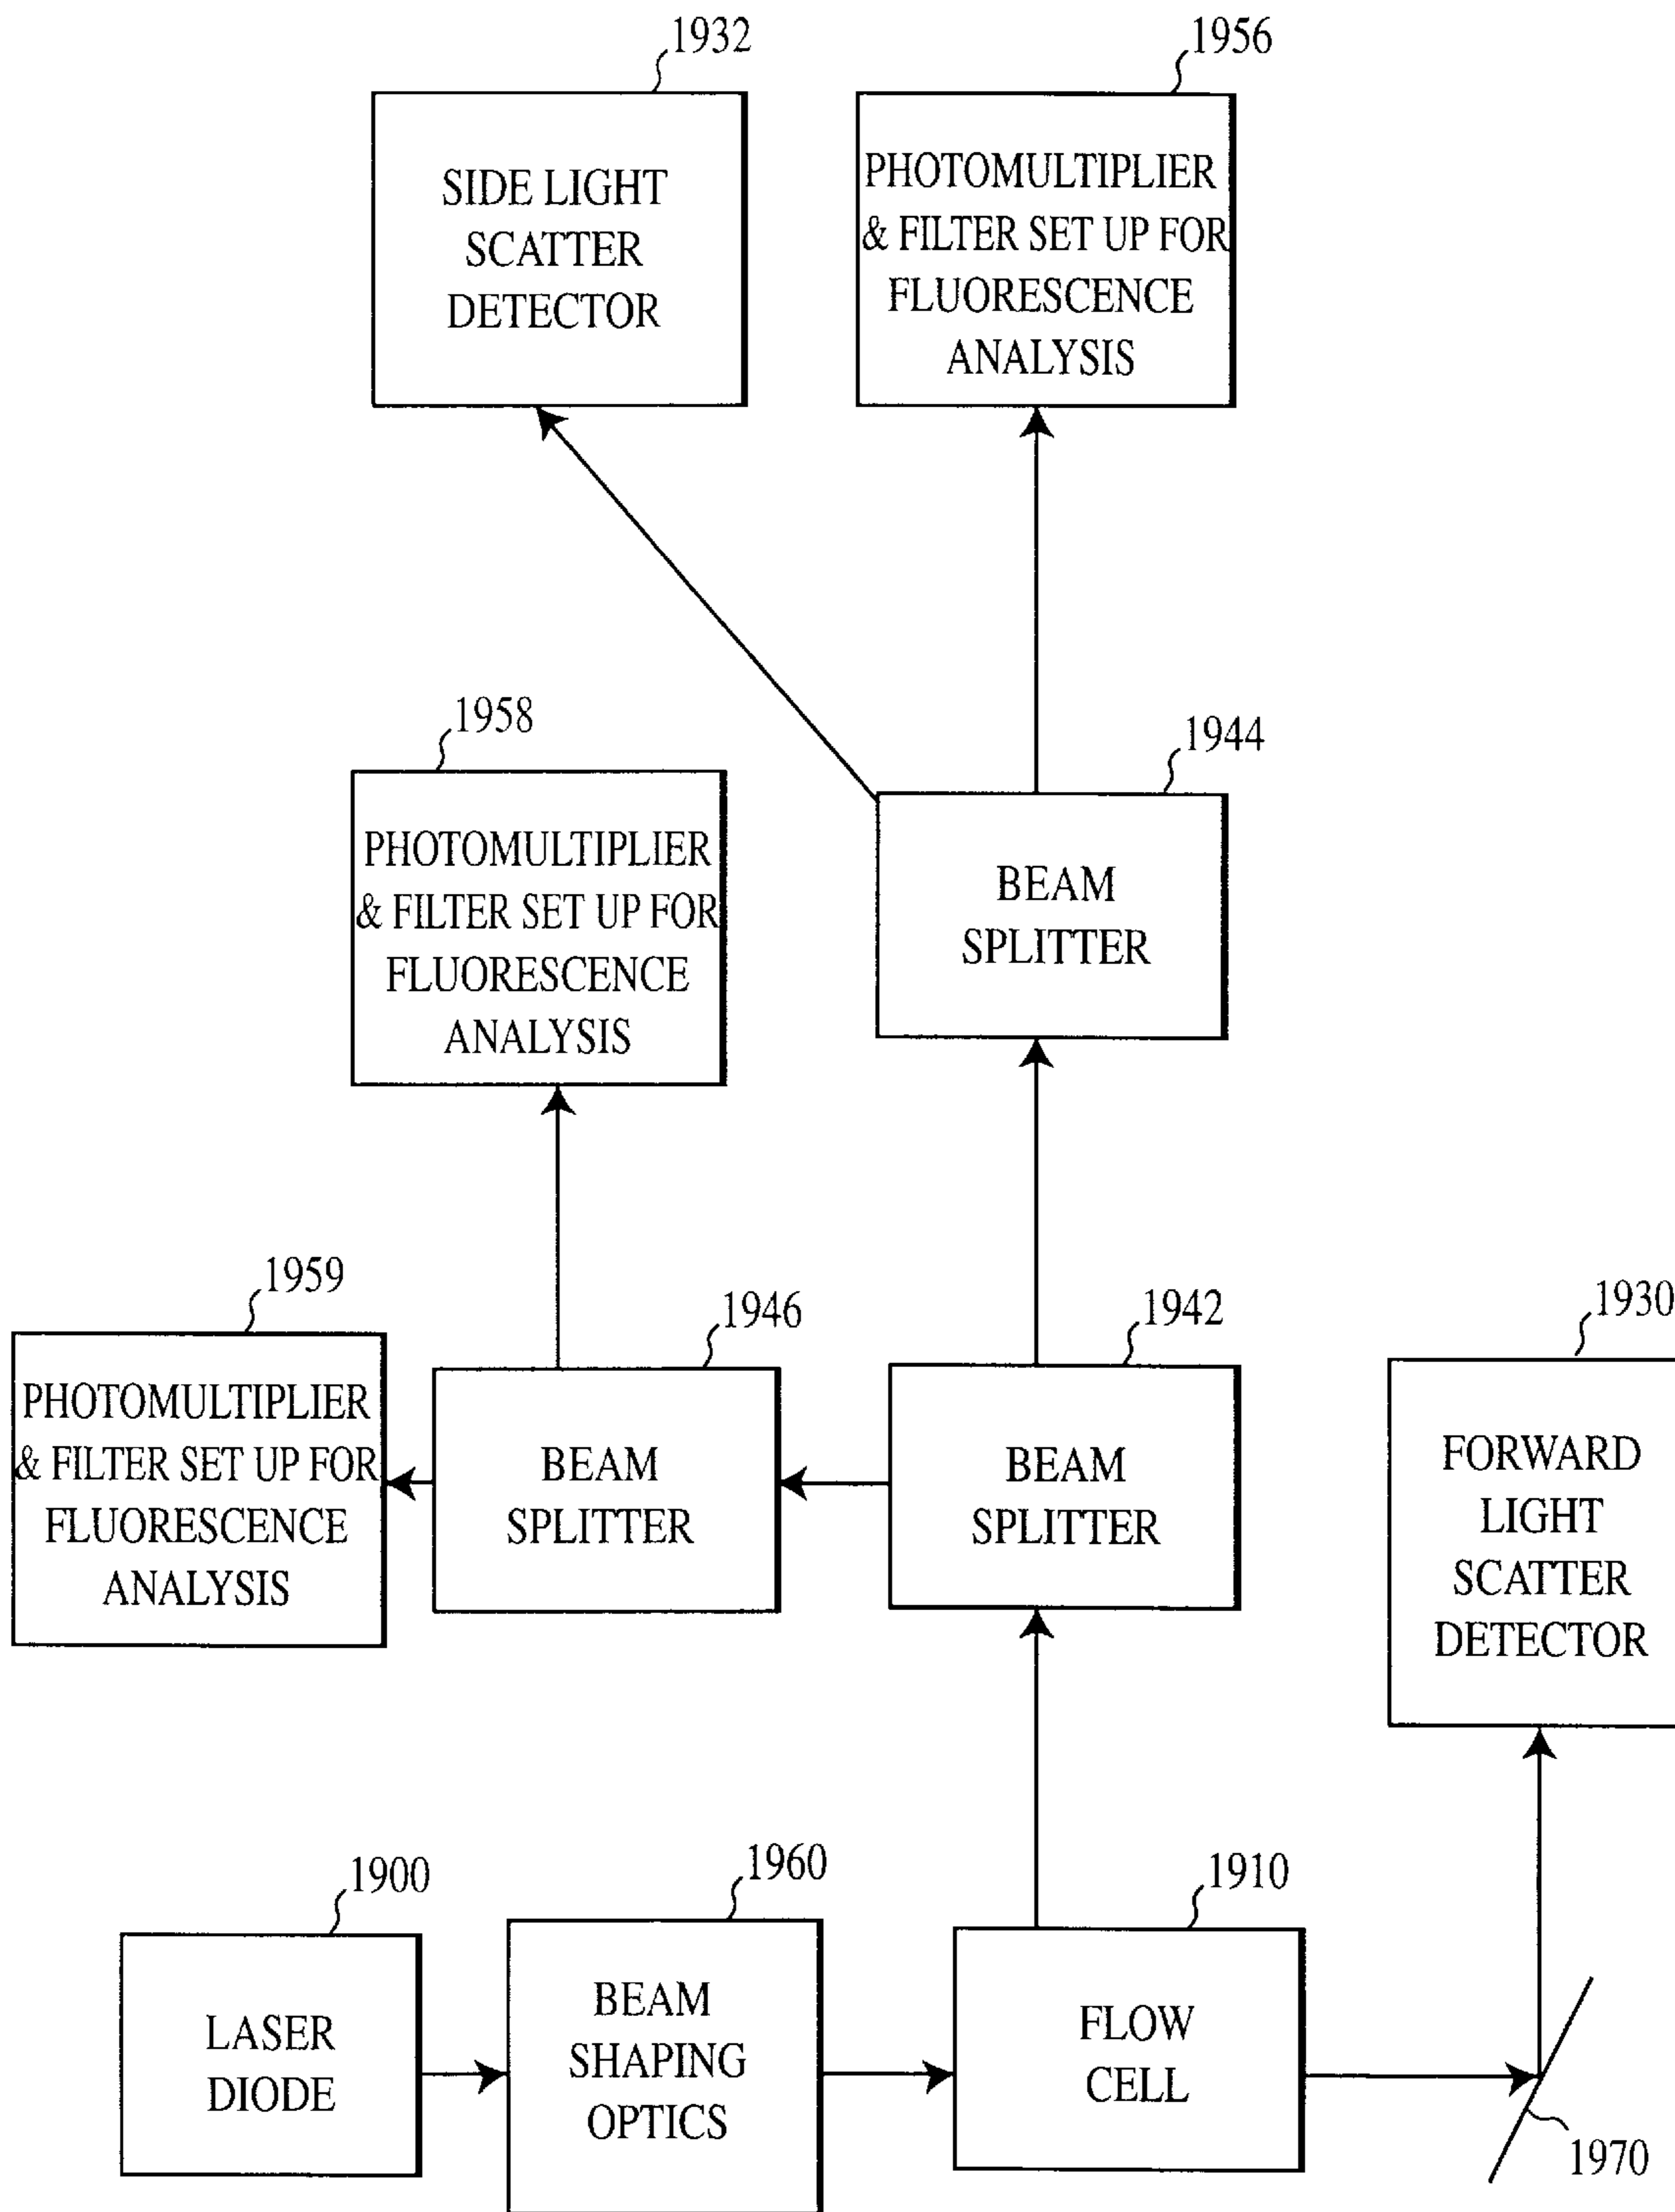 1932
SIDE LIGHT
SCATTER
DETECTOR
1956
PHOTOMULTIPLIER
& FILTER SET UP FOR
FLUORESCENCE
ANALYSIS
1958
PHOTOMULTIPLIER
& FILTER SET UP FOR
FLUORESCENCE
ANALYSIS
1944
BEAM
SPLITTER
1959
PHOTOMULTIPLIER
& FILTER SET UP FOR
FLUORESCENCE
ANALYSIS
1946
BEAM
SPLITTER
1942
BEAM
SPLITTER
1930
FORWARD
LIGHT
SCATTER
DETECTOR
1900
LASER
DIODE
1960
BEAM
SHAPING
OPTICS
1910
FLOW
CELL
1970